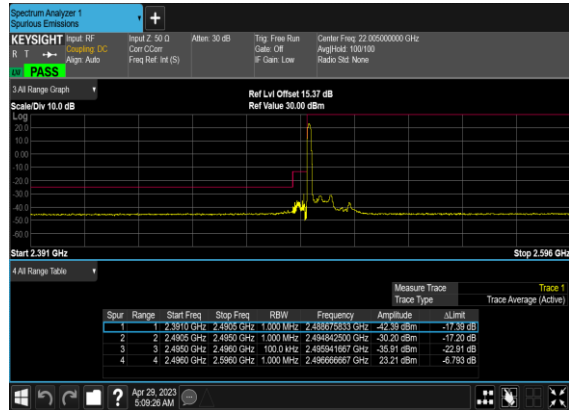 Spectrum Analyzer 1
Spurious Emissions
KEYSIGHT Input: RF Input Z: 50 Ω Atten: 30 dB Trig: Free Run Center Freq: 22.005000000 GHz
R T Coupling: DC Corr CCorr Gate: Off Avg|Hold: 100/100
Align: Auto Freq Ref: Int (S) IF Gain: Low Radio Std: None
PASS
3 All Range Graph
Ref Lvl Offset 15.37 dB
Scale/Div 10.0 dB Ref Value 30.00 dBm
Log
20.0
10.0
0.00
-10.0
-20.0
-30.0
-40.0
-50.0
-60.0
Start 2.391 GHz Stop 2.596 GHz
4 All Range Table
Measure Trace Trace 1
Trace Type Trace Average (Active)
Spur Range Start Freq Stop Freq RBW Frequency Amplitude ΔLimit
1 1 2.3910 GHz 2.4905 GHz 1.000 MHz 2.488675833 GHz -42.39 dBm -17.39 dB
2 2 2.4905 GHz 2.4950 GHz 1.000 MHz 2.494842500 GHz -30.20 dBm -17.20 dB
3 3 2.4950 GHz 2.4960 GHz 100.0 kHz 2.495941667 GHz -35.91 dBm -22.91 dB
4 4 2.4960 GHz 2.5960 GHz 1.000 MHz 2.496666667 GHz 23.21 dBm -6.793 dB
? Apr 29, 2023
5:09:26 AM